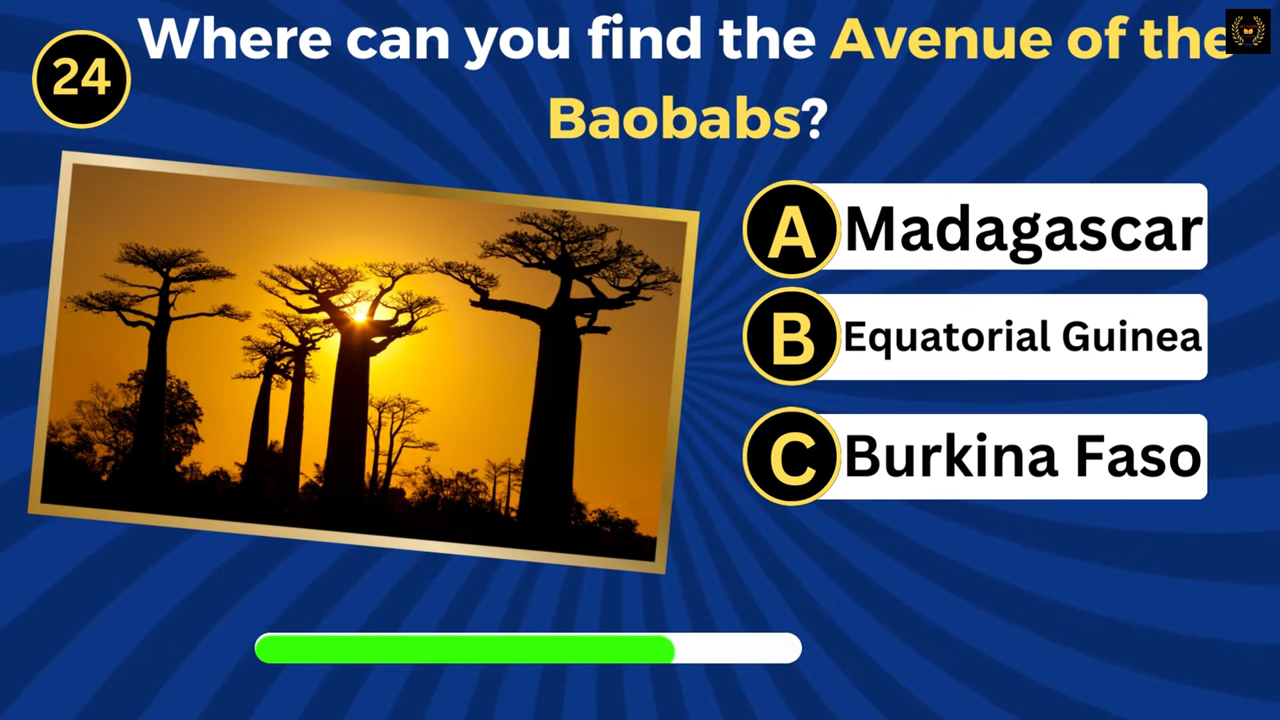 24
Where can you find the Avenue of the
Baobabs?
A Madagascar
B Equatorial Guinea
C Burkina Faso